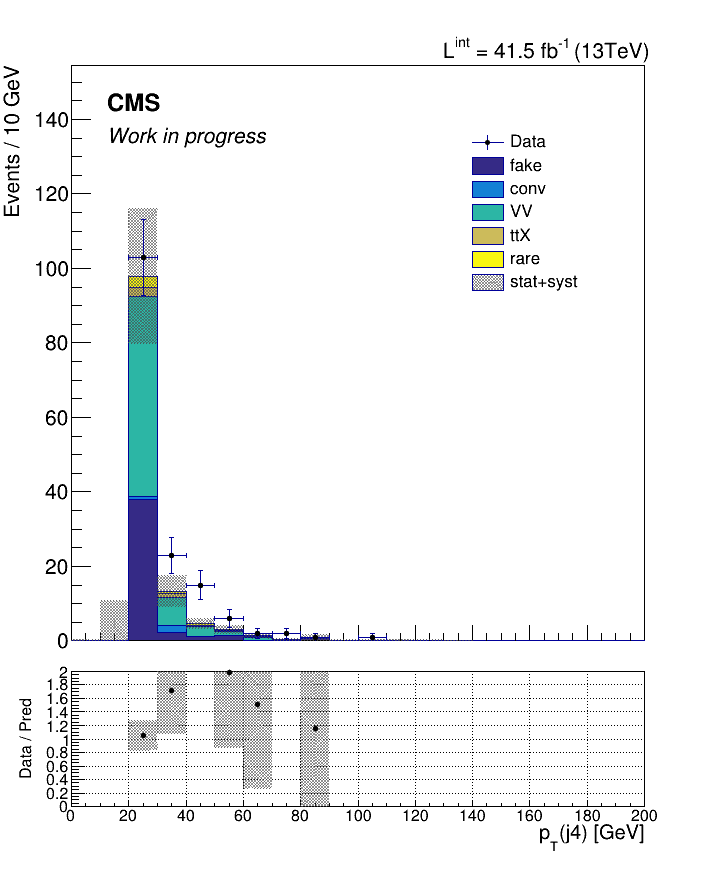 L^int = 41.5 fb^-1 (13TeV)
Events / 10 GeV
CMS
Work in progress
Data
fake
conv
VV
ttX
rare
stat+syst
140
120
100
80
60
40
20
0
Data / Pred
2
1.8
1.6
1.4
1.2
1
0.8
0.6
0.4
0.2
0
0 20 40 60 80 100 120 140 160 180 200
p_T(j4) [GeV]